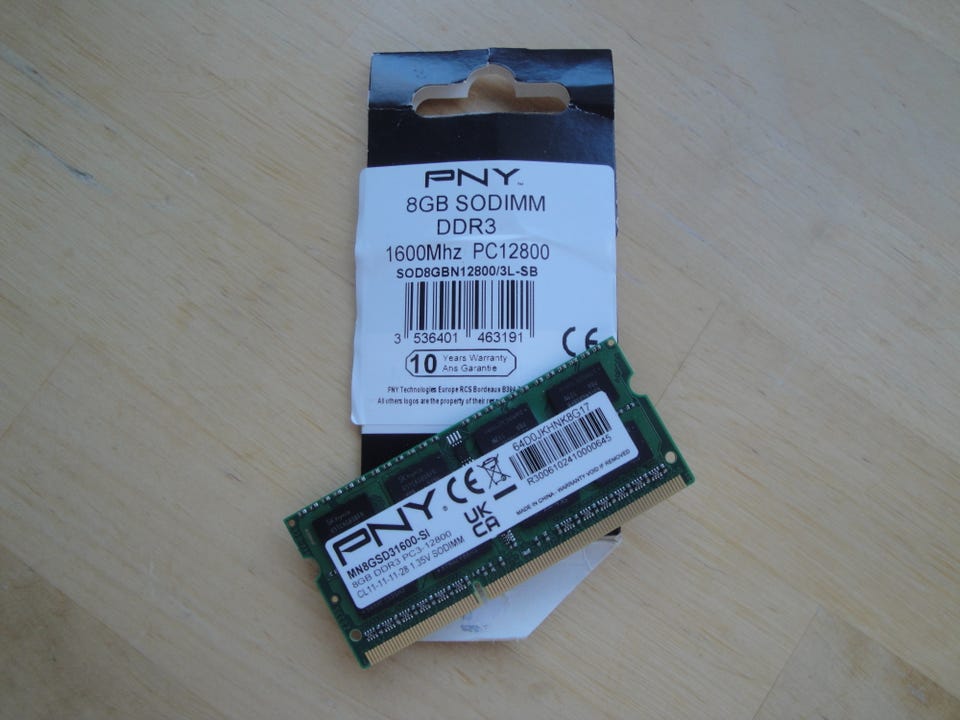 PNY™
8GB SODIMM
DDR3
1600Mhz PC12800
SOD8GBN12800/3L-SB
3 536401 463191
10 Years Warranty
Ans Garantie
CE
PNY Technologies Europe RCS Bordeaux
All others logos are the property of their
PNY®
CE
UK
CA
64D0JKHNK8G17
R3006102410000645
MADE IN CHINA - WARRANTY VOID IF REMOVED
MN8GSD31600-SI
8GB DDR3 PC3-12800
CL11-11-11-28 1.35V SODIMM